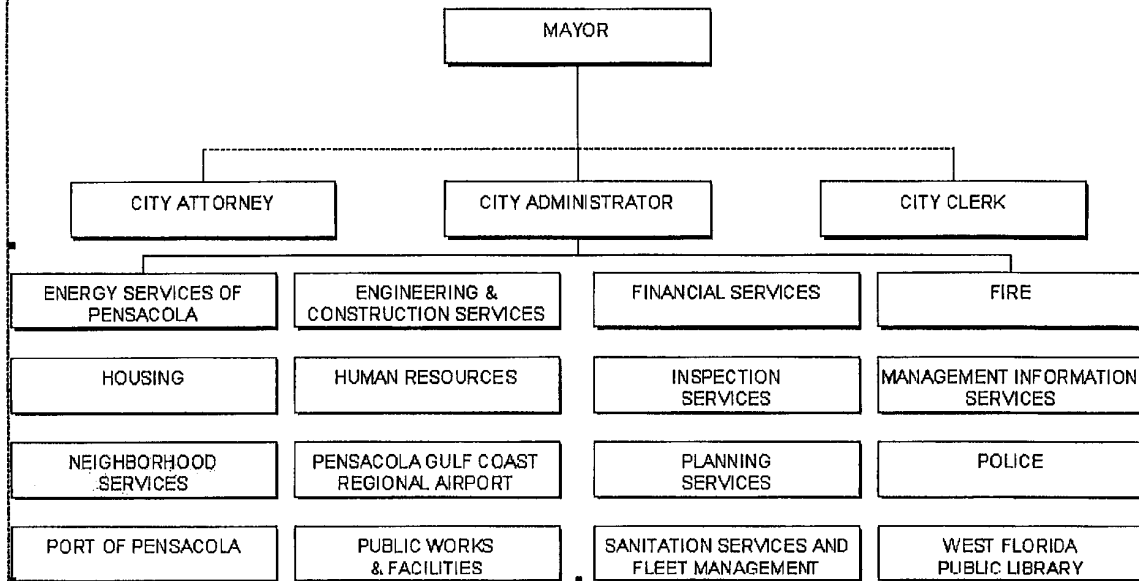 MAYOR
CITY ATTORNEY
CITY ADMINISTRATOR
CITY CLERK
ENERGY SERVICES OF
PENSACOLA
ENGINEERING &
CONSTRUCTION SERVICES
FINANCIAL SERVICES
FIRE
HOUSING
HUMAN RESOURCES
INSPECTION
SERVICES
MANAGEMENT INFORMATION
SERVICES
NEIGHBORHOOD
SERVICES
PENSACOLA GULF COAST
REGIONAL AIRPORT
PLANNING
SERVICES
POLICE
PORT OF PENSACOLA
PUBLIC WORKS
& FACILITIES
SANITATION SERVICES AND
FLEET MANAGEMENT
WEST FLORIDA
PUBLIC LIBRARY